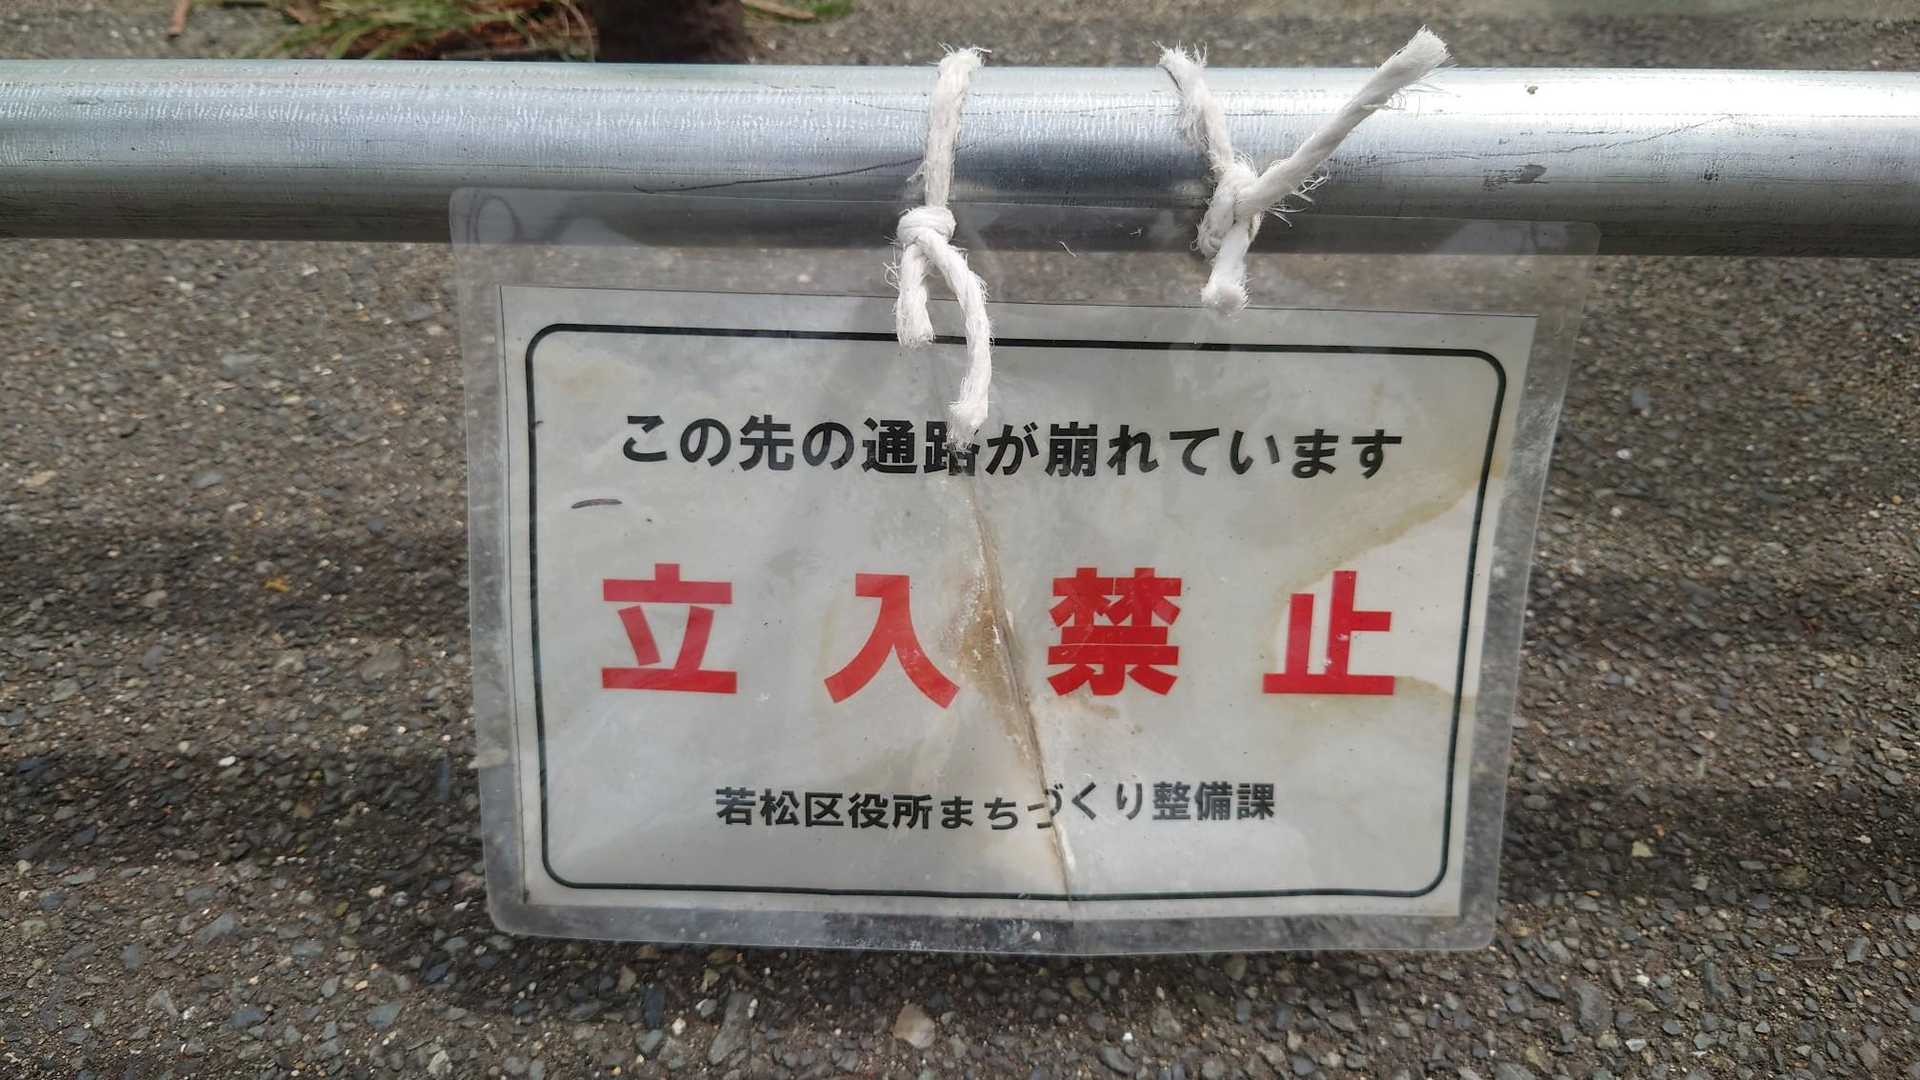 この先の通路が崩れています
立入禁止
若松区役所まちづくり整備課